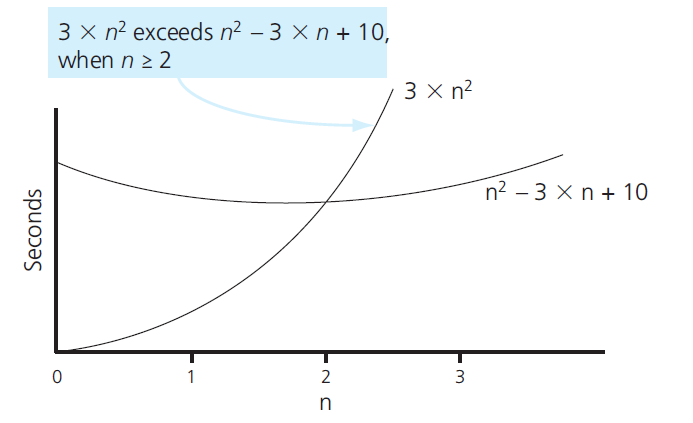 3 × n² exceeds n² – 3 × n + 10,
when n ≥ 2
3 × n²
n² – 3 × n + 10
Seconds
0 1 2 3
n